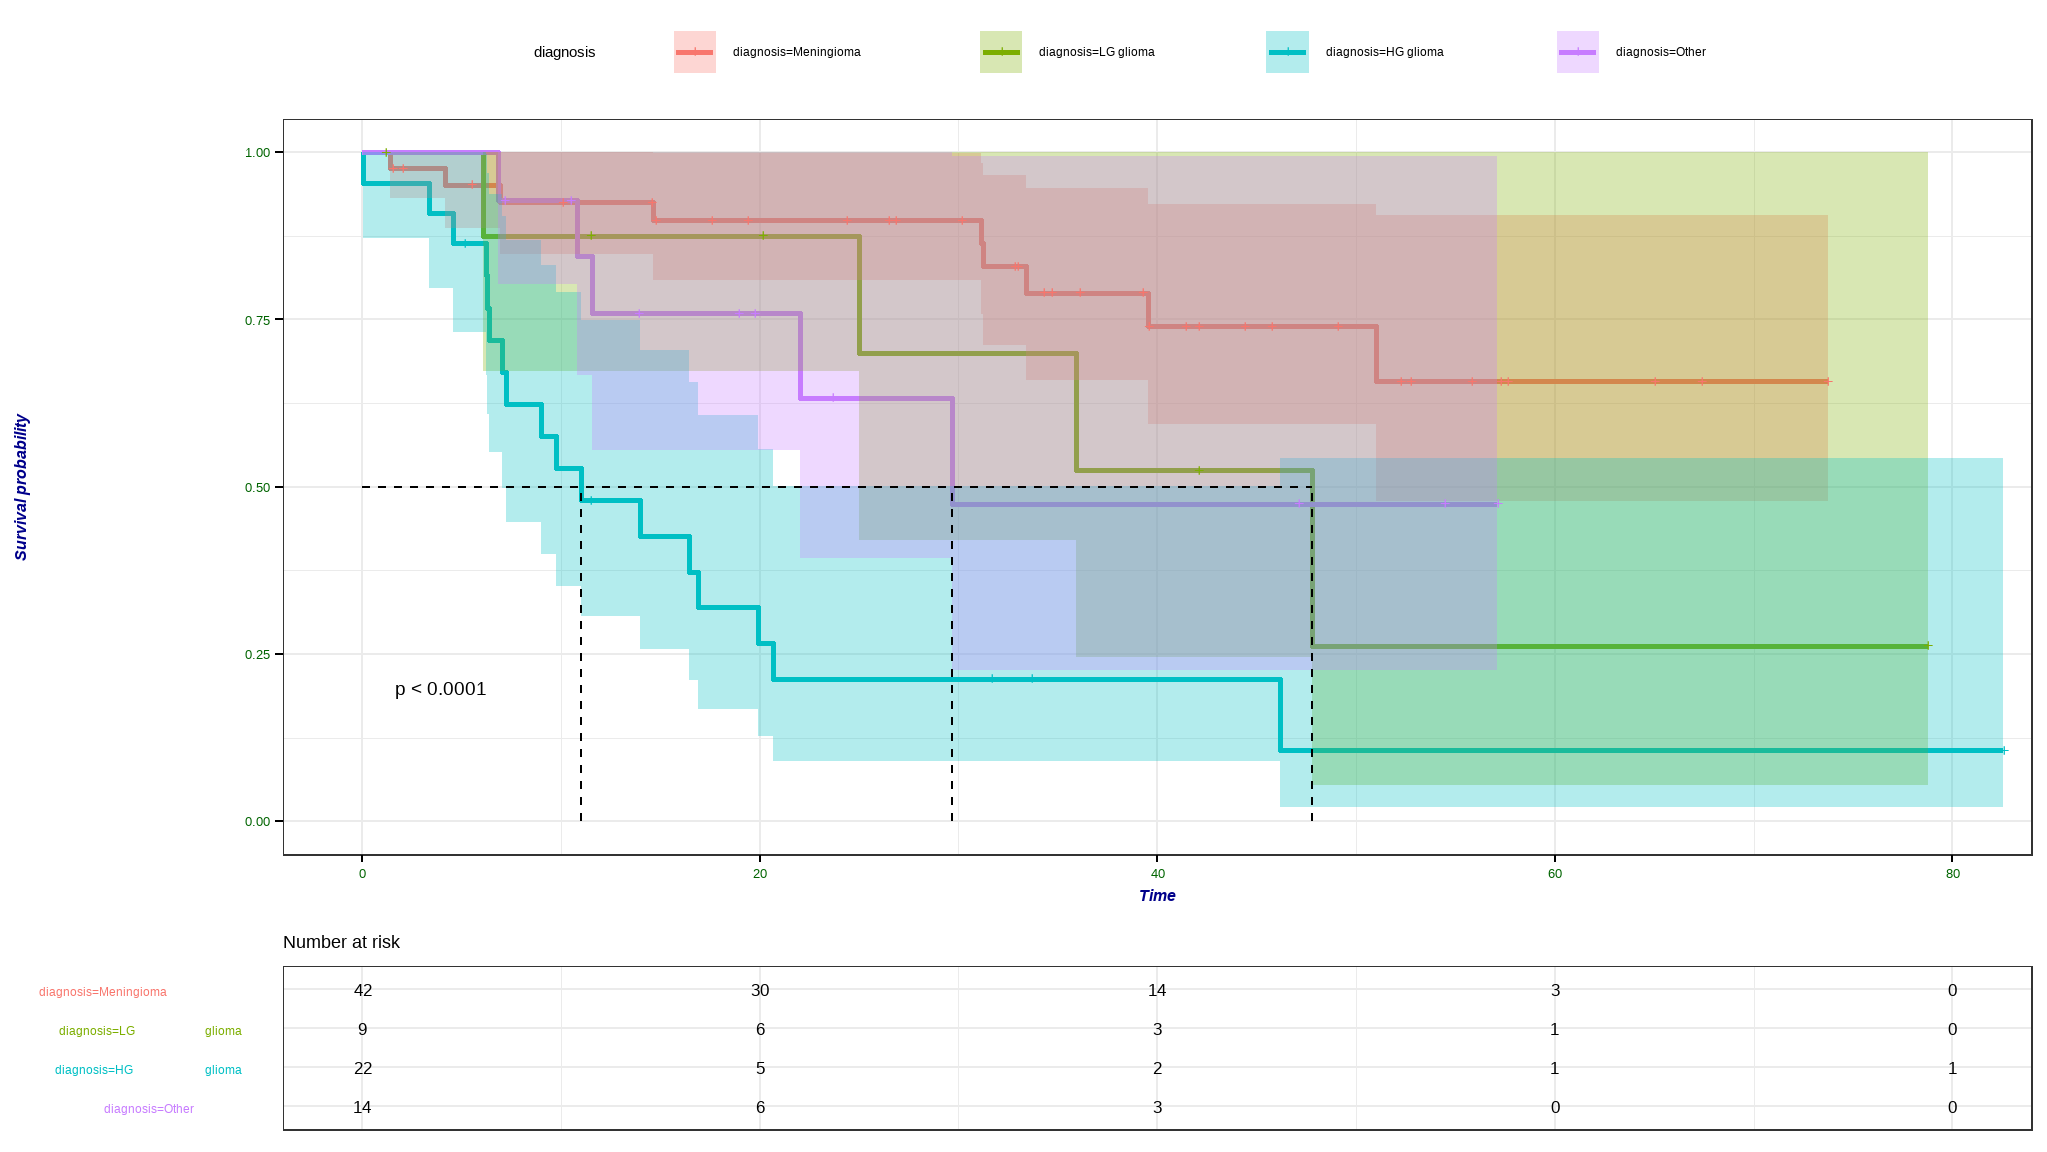 diagnosis diagnosis=Meningioma diagnosis=LG glioma diagnosis=HG glioma diagnosis=Other
1.00
0.75
0.50
0.25
0.00
Survival probability
p < 0.0001
0 20 40 60 80
Time
Number at risk
diagnosis=Meningioma 42 30 14 3 0
diagnosis=LG glioma 9 6 3 1 0
diagnosis=HG glioma 22 5 2 1 1
diagnosis=Other 14 6 3 0 0